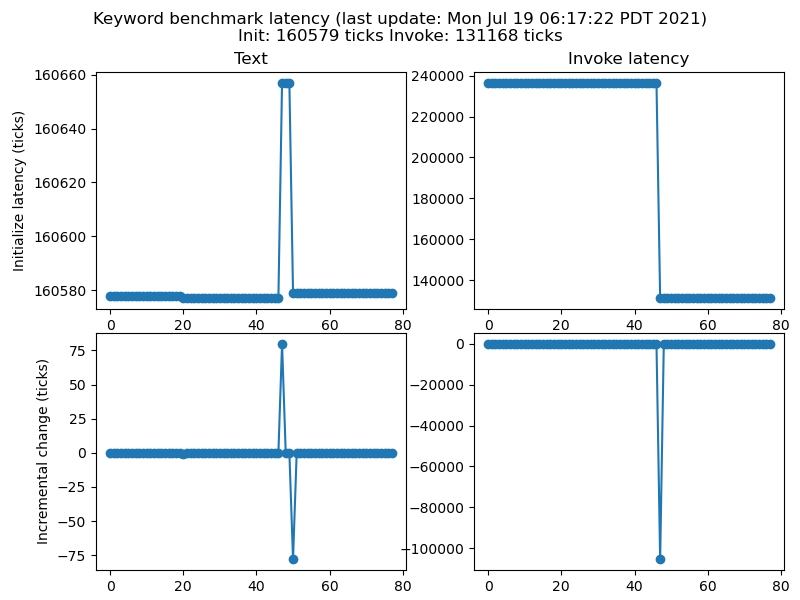 Keyword benchmark latency (last update: Mon Jul 19 06:17:22 PDT 2021)
Init: 160579 ticks Invoke: 131168 ticks
Text
Initialize latency (ticks)
160660
160640
160620
160600
160580
0 20 40 60 80
Invoke latency
240000
220000
200000
180000
160000
140000
0 20 40 60 80
Incremental change (ticks)
75
50
25
0
−25
−50
−75
0 20 40 60 80
0
−20000
−40000
−60000
−80000
−100000
0 20 40 60 80